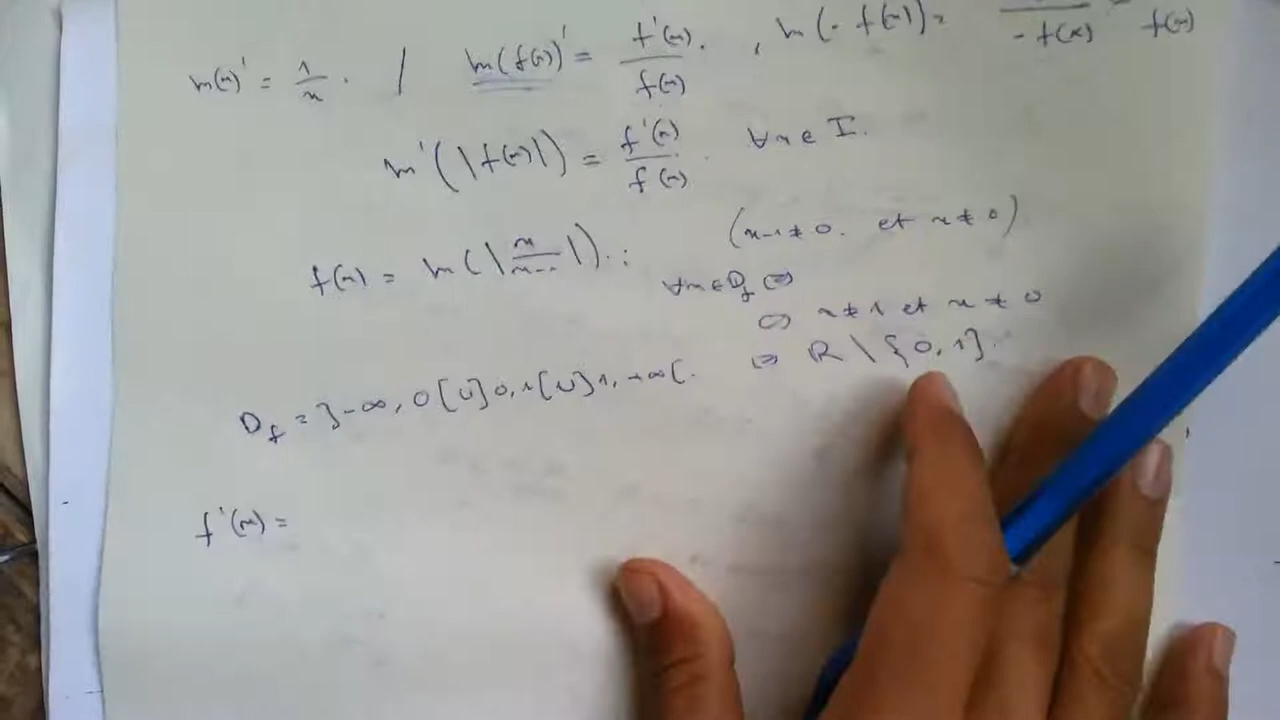 ln(x)' = 1/x . / ln(f(x))' = f'(x)/f(x) . , ln(- f(x)) = /-f(x) f(x)
ln'(|f(x)|) = f'(x)/f(x) . ∀x ∈ I.
(x-1≠0. et x≠0)
f(x) = ln(|x/x-1|) . :
∀x∈Df ⇔
⇔ x≠1 et x≠0
⇔ R \ {0,1}.
Df = ]-∞, 0[U]0,1[U]1,+∞[.
f'(x) =